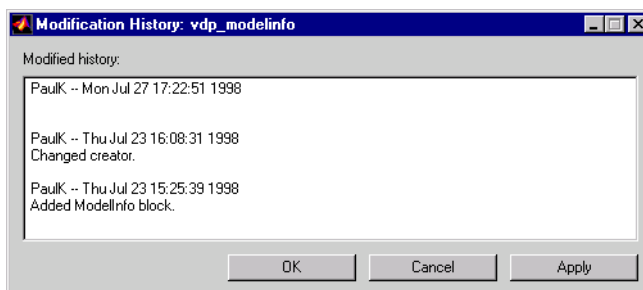 Modification History: vdp_modelinfo
Modified history:
PaulK -- Mon Jul 27 17:22:51 1998
PaulK -- Thu Jul 23 16:08:31 1998
Changed creator.
PaulK -- Thu Jul 23 15:25:39 1998
Added ModelInfo block.
OK
Cancel
Apply